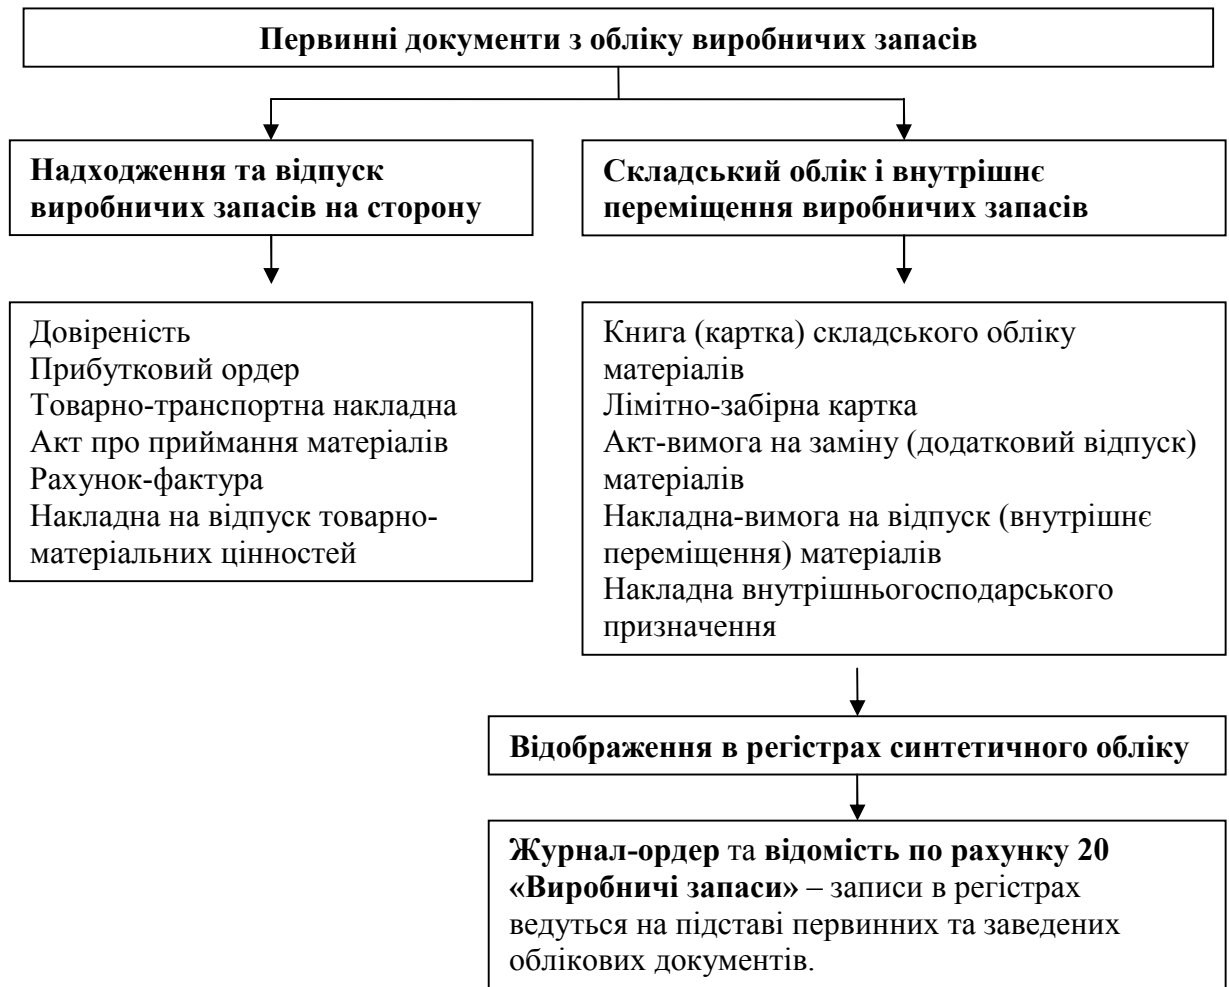 Первинні документи з обліку виробничих запасів
Надходження та відпуск
виробничих запасів на сторону
Складський облік і внутрішнє
переміщення виробничих запасів
Довіреність
Прибутковий ордер
Товарно-транспортна накладна
Акт про приймання матеріалів
Рахунок-фактура
Накладна на відпуск товарно-
матеріальних цінностей
Книга (картка) складського обліку
матеріалів
Лімітно-забірна картка
Акт-вимога на заміну (додатковий відпуск)
матеріалів
Накладна-вимога на відпуск (внутрішнє
переміщення) матеріалів
Накладна внутрішньогосподарського
призначення
Відображення в регістрах синтетичного обліку
Журнал-ордер та відомість по рахунку 20
«Виробничі запаси» – записи в регістрах
ведуться на підставі первинних та заведених
облікових документів.